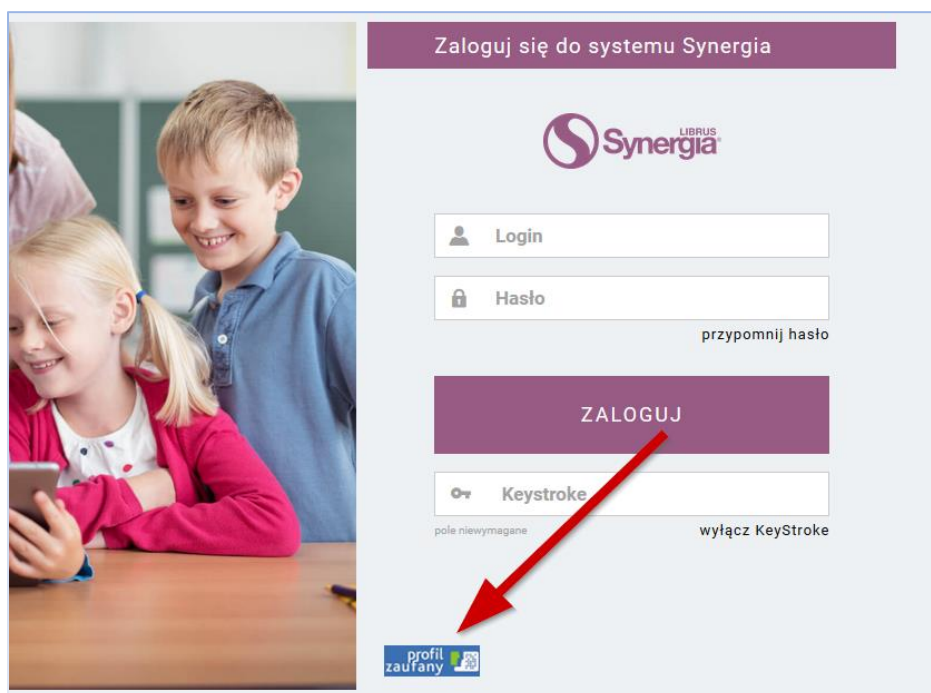 Zaloguj się do systemu Synergia
LIBRUS
Synergia
Login
Hasło
przypomnij hasło
ZALOGUJ
Keystroke
pole niewymagane
wyłącz KeyStroke
profil
zaufany